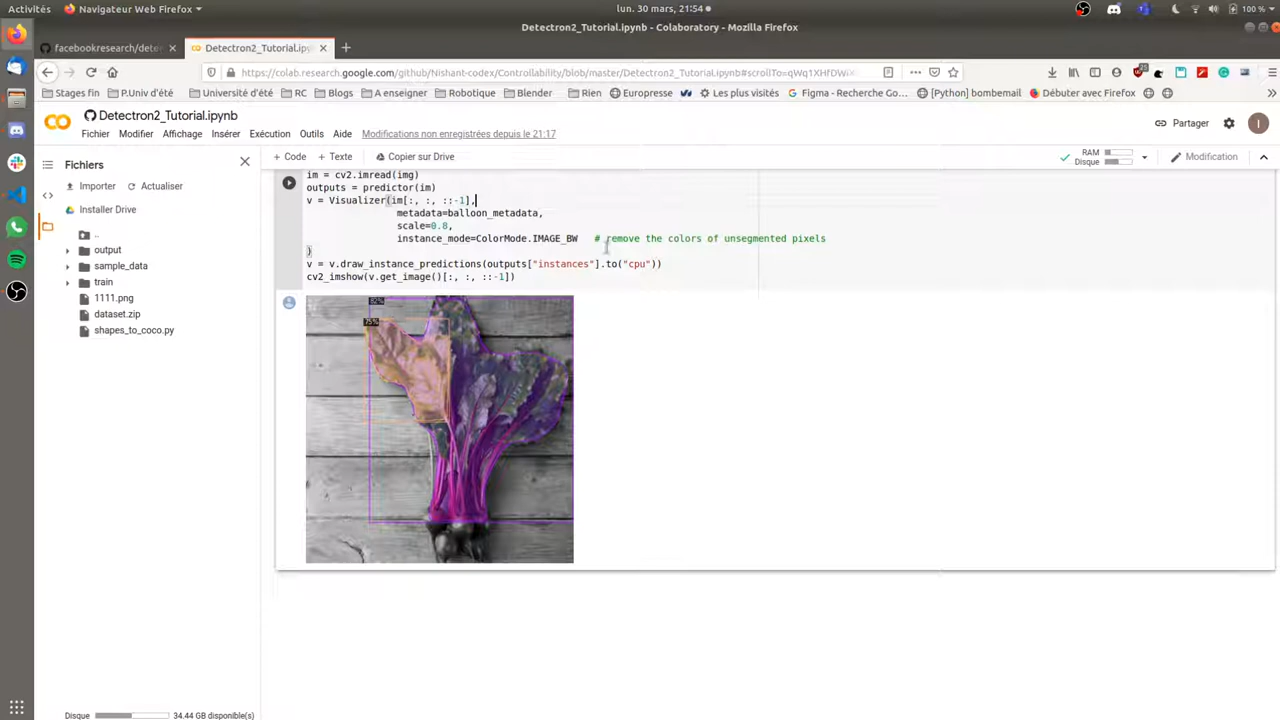 Activités Navigateur Web Firefox lun. 30 mars, 21:54 100 %
Detectron2_Tutorial.ipynb - Colaboratory - Mozilla Firefox
facebookresearch/dete Detectron2_Tutorial.ipynb
https://colab.research.google.com/github/Nishant-codex/Controllability/blob/master/Detectron2_Tutorial.ipynb#scrollTo=qWq1XHfDWi
Stages fin P.Univ d'été Université d'été RC Blogs A enseigner Robotique Blender Rien Europresse Les plus visités Figma - Recherche Go… [Python] bombemail Débuter avec Firefox
Detectron2_Tutorial.ipynb
Fichier Modifier Affichage Insérer Exécution Outils Aide Modifications non enregistrées depuis le 21:17
Partager I
Fichiers
+ Code + Texte Copier sur Drive RAM Disque Modification
Importer Actualiser
Installer Drive
..
output
sample_data
train
1111.png
dataset.zip
shapes_to_coco.py
im = cv2.imread(img)
outputs = predictor(im)
v = Visualizer(im[:, :, ::-1],
metadata=balloon_metadata,
scale=0.8,
instance_mode=ColorMode.IMAGE_BW # remove the colors of unsegmented pixels
)
v = v.draw_instance_predictions(outputs["instances"].to("cpu"))
cv2_imshow(v.get_image()[:, :, ::-1])
82%
75%
Disque 34.44 GB disponible(s)